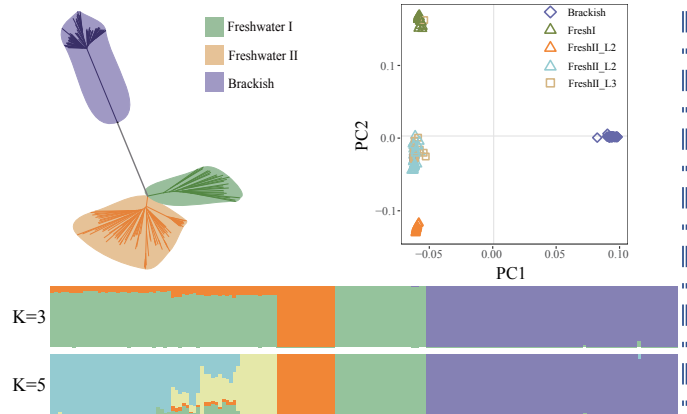 Freshwater I
Freshwater II
Brackish
Brackish
FreshI
FreshII_L2
FreshII_L2
FreshII_L3
PC2
0.1
0.0
−0.1
−0.05
0.00
0.05
0.10
PC1
K=3
K=5